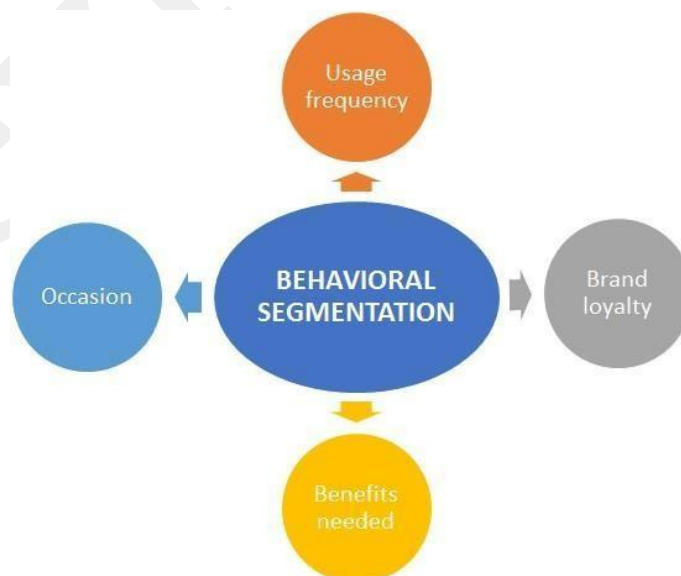 Usage
frequency
Occasion
BEHAVIORAL
SEGMENTATION
Brand
loyalty
Benefits
needed